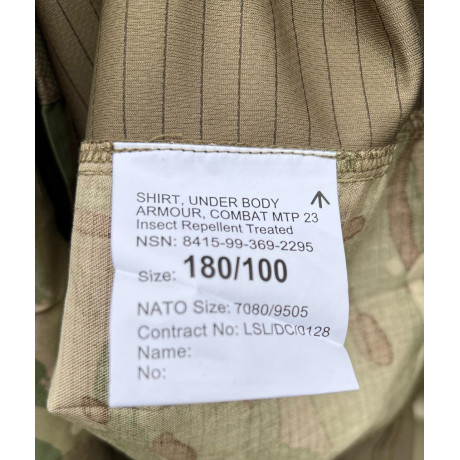 SHIRT, UNDER BODY
ARMOUR, COMBAT MTP 23
Insect Repellent Treated
NSN: 8415-99-369-2295
Size: 180/100
NATO Size: 7080/9505
Contract No: LSL/DC/0128
Name:
No: